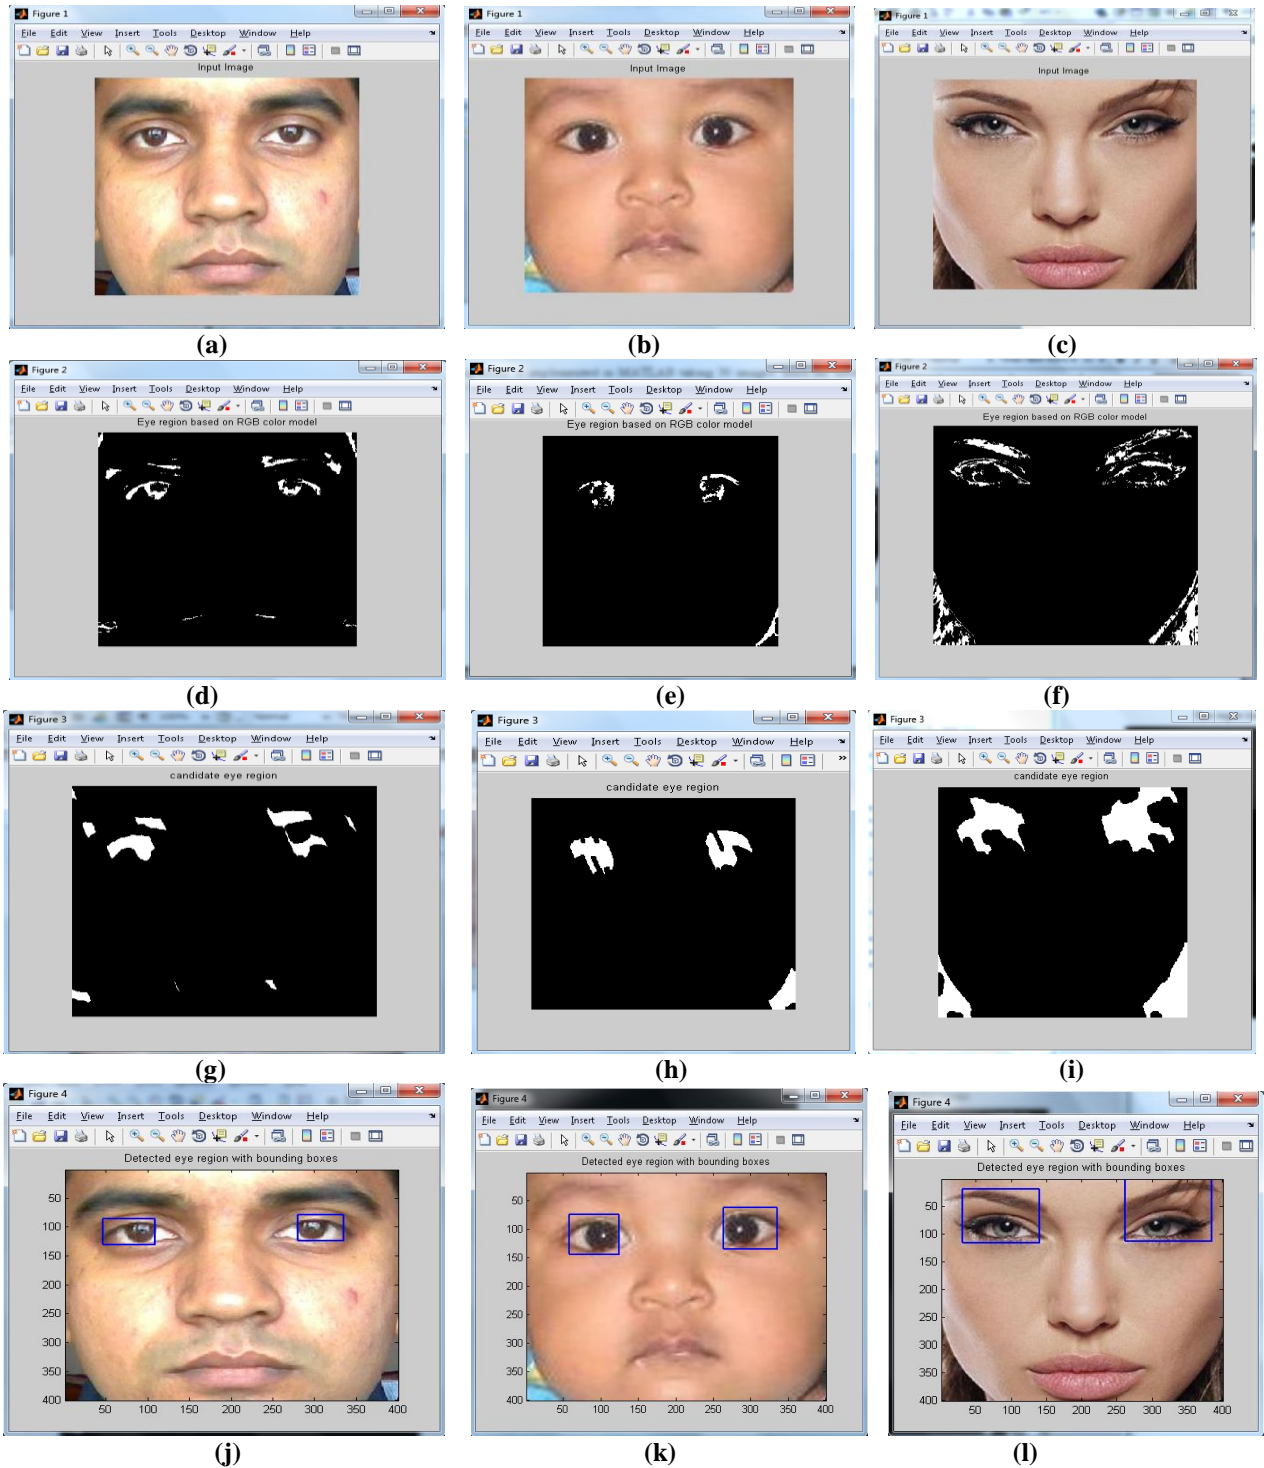 Figure 1
File Edit View Insert Tools Desktop Window Help
Input Image
(a)
Figure 1
File Edit View Insert Tools Desktop Window Help
Input Image
(b)
Figure 1
File Edit View Insert Tools Desktop Window Help
Input Image
(c)
Figure 2
File Edit View Insert Tools Desktop Window Help
Eye region based on RGB color model
(d)
Figure 2
File Edit View Insert Tools Desktop Window Help
Eye region based on RGB color model
(e)
Figure 2
File Edit View Insert Tools Desktop Window Help
Eye region based on RGB color model
(f)
Figure 3
File Edit View Insert Tools Desktop Window Help
candidate eye region
(g)
Figure 3
File Edit View Insert Tools Desktop Window Help
candidate eye region
(h)
Figure 3
File Edit View Insert Tools Desktop Window Help
candidate eye region
(i)
Figure 4
File Edit View Insert Tools Desktop Window Help
Detected eye region with bounding boxes
50
100
150
200
250
300
350
400
50 100 150 200 250 300 350 400
(j)
Figure 4
File Edit View Insert Tools Desktop Window Help
Detected eye region with bounding boxes
50
100
150
200
250
300
350
400
50 100 150 200 250 300 350 400
(k)
Figure 4
File Edit View Insert Tools Desktop Window Help
Detected eye region with bounding boxes
50
100
150
200
250
300
350
400
50 100 150 200 250 300 350 400
(l)